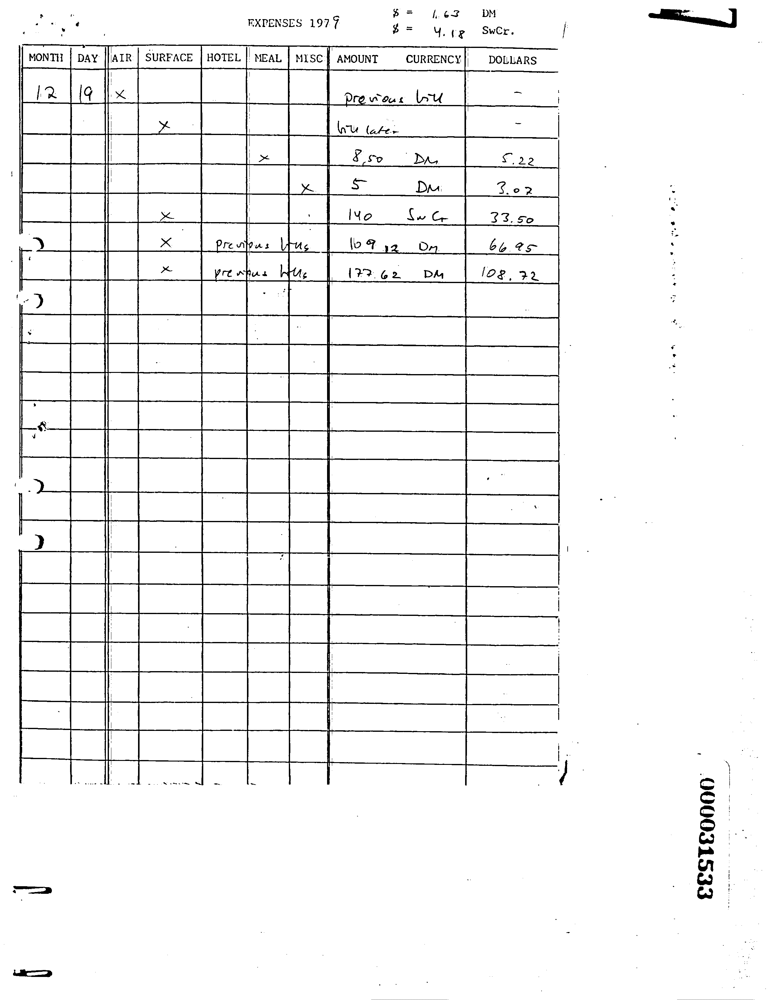 EXPENSES 1979
$ = 1.63 DM
$ = 4.18 SwCr.
MONTH DAY AIR SURFACE HOTEL MEAL MISC AMOUNT CURRENCY DOLLARS
12 19 × previous bill -
× bill later -
× 8,50 DM 5.22
× 5 DM 3.07
× 140 SwCr 33.50
× previous bills 109.12 DM 66.95
× previous bills 177.62 DM 108.72
000031533